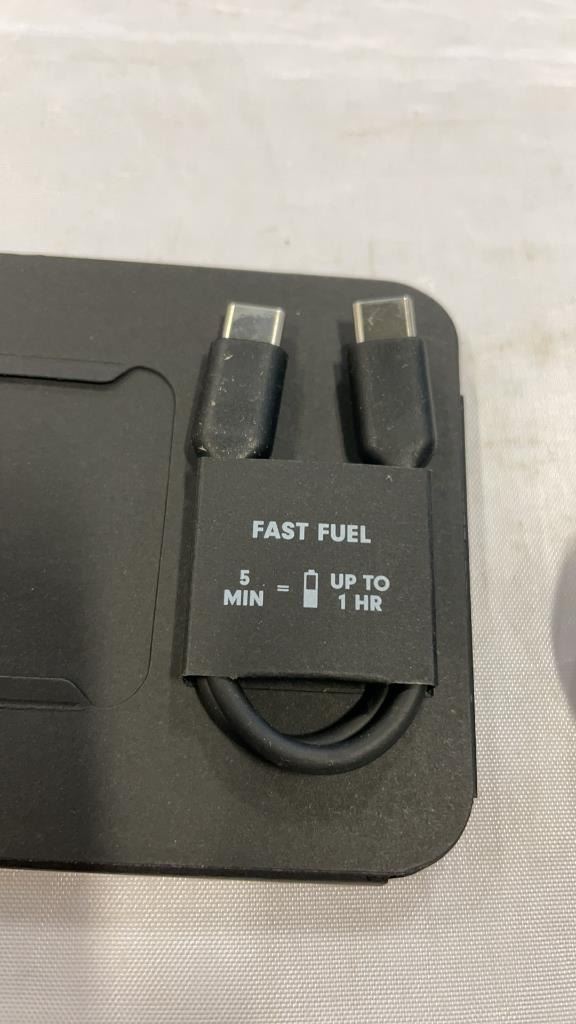 FAST FUEL
5 MIN = UP TO 1 HR